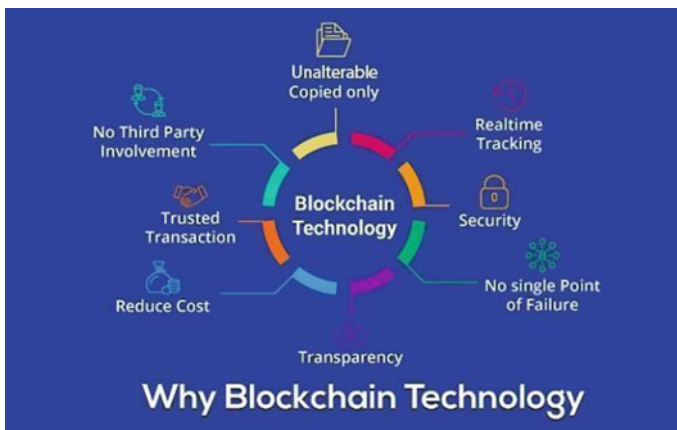 Unalterable
Copied only
No Third Party
Involvement
Realtime
Tracking
Blockchain
Technology
Trusted
Transaction
Security
Reduce Cost
No single Point
of Failure
Transparency
Why Blockchain Technology